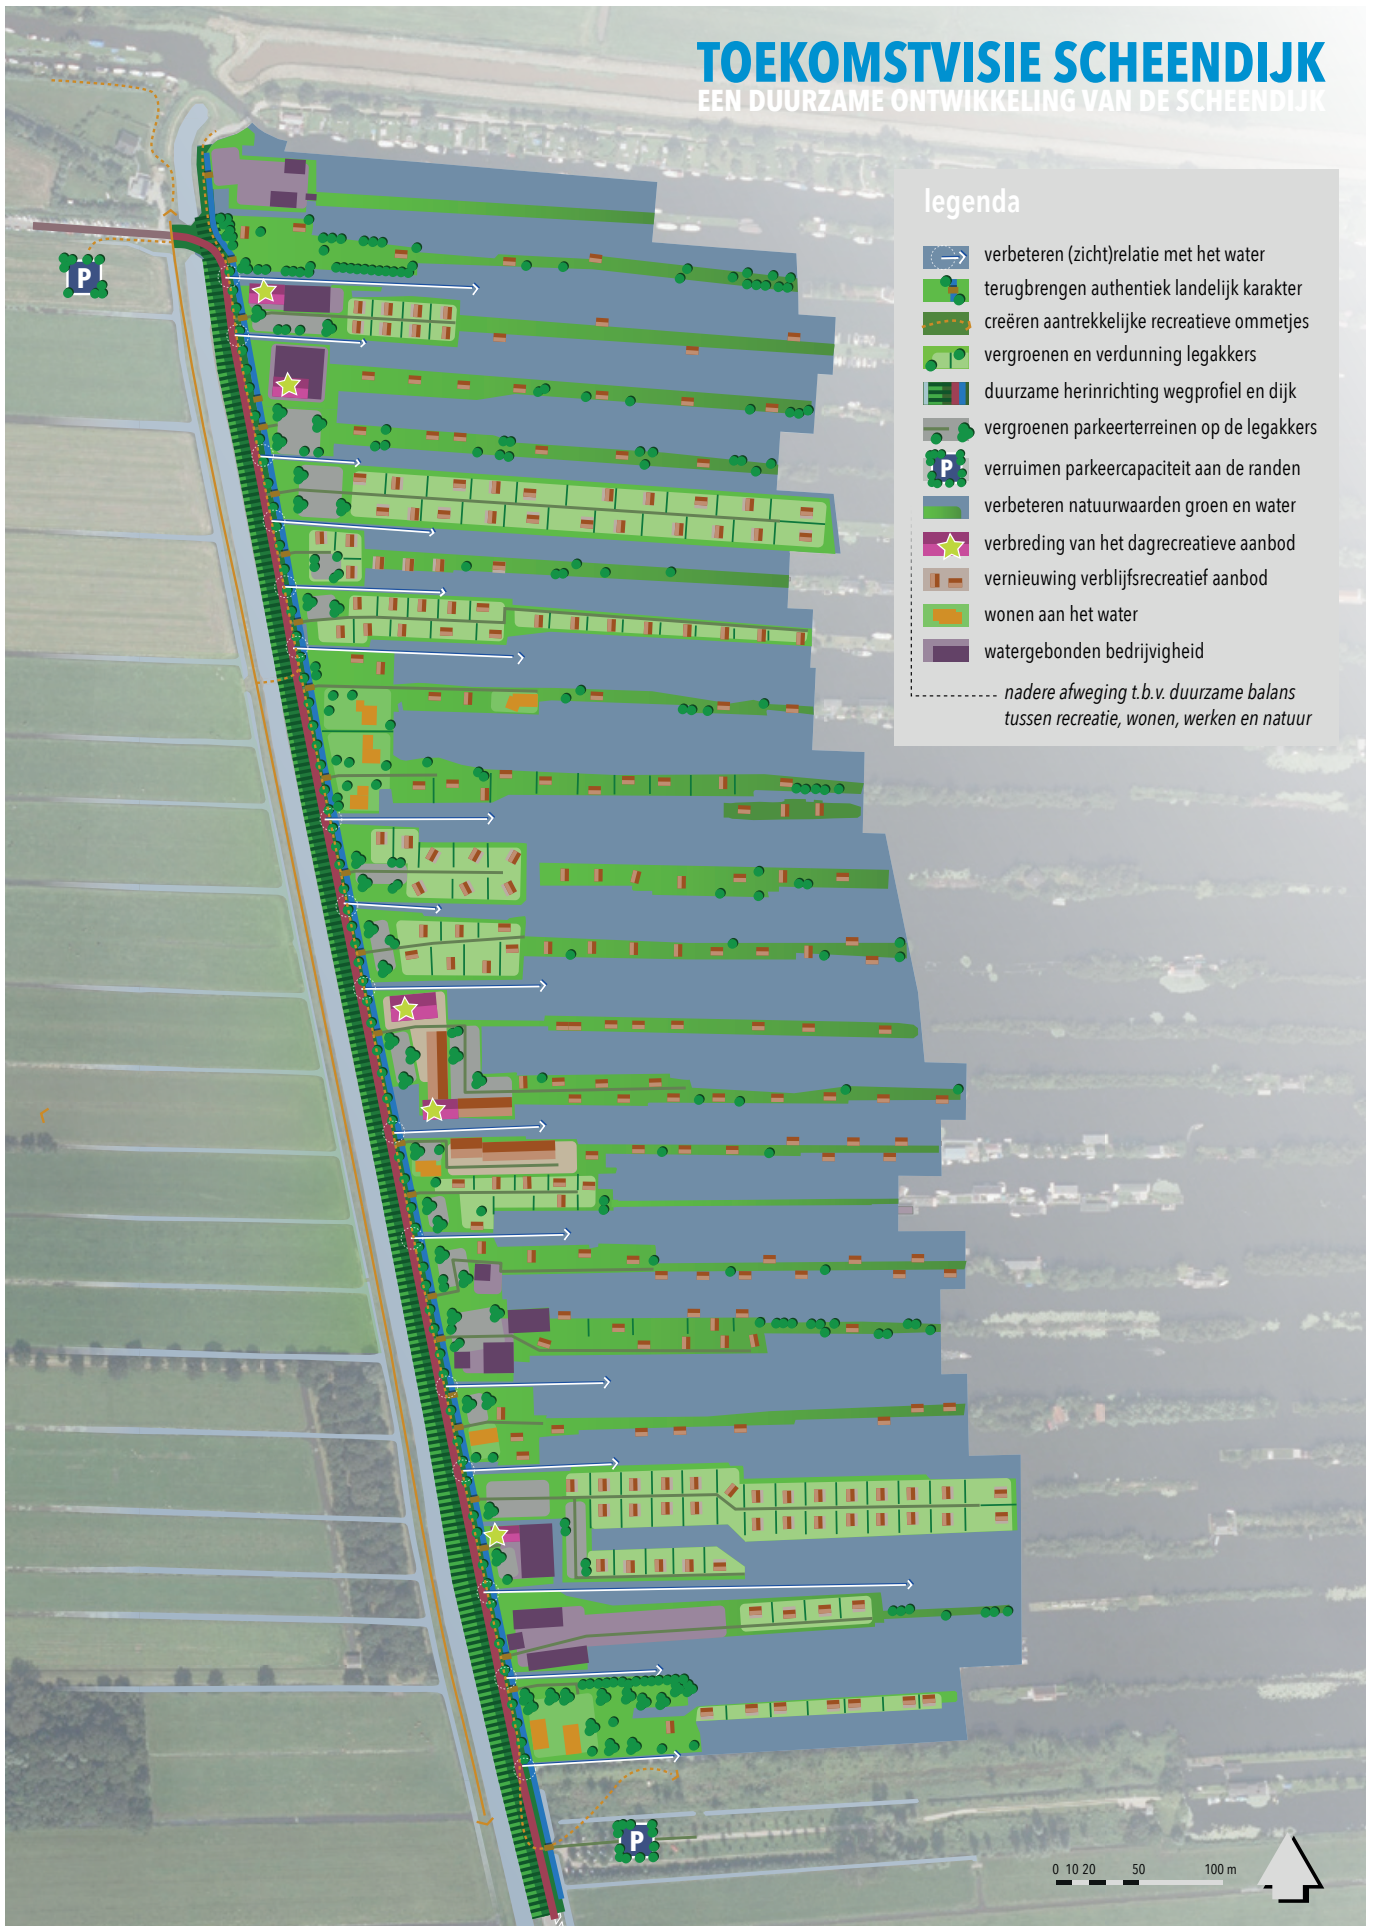 TOEKOMSTVISIE SCHEENDIJK
EEN DUURZAME ONTWIKKELING VAN DE SCHEENDIJK
legenda
verbeteren (zicht)relatie met het water
terugbrengen authentiek landelijk karakter
creëren aantrekkelijke recreatieve ommetjes
vergroenen en verdunning legakkers
duurzame herinrichting wegprofiel en dijk
vergroenen parkeerterreinen op de legakkers
P verruimen parkeercapaciteit aan de randen
verbeteren natuurwaarden groen en water
verbreding van het dagrecreatieve aanbod
vernieuwing verblijfsrecreatief aanbod
wonen aan het water
watergebonden bedrijvigheid
nadere afweging t.b.v. duurzame balans
tussen recreatie, wonen, werken en natuur
P
P
0 10 20 50 100 m